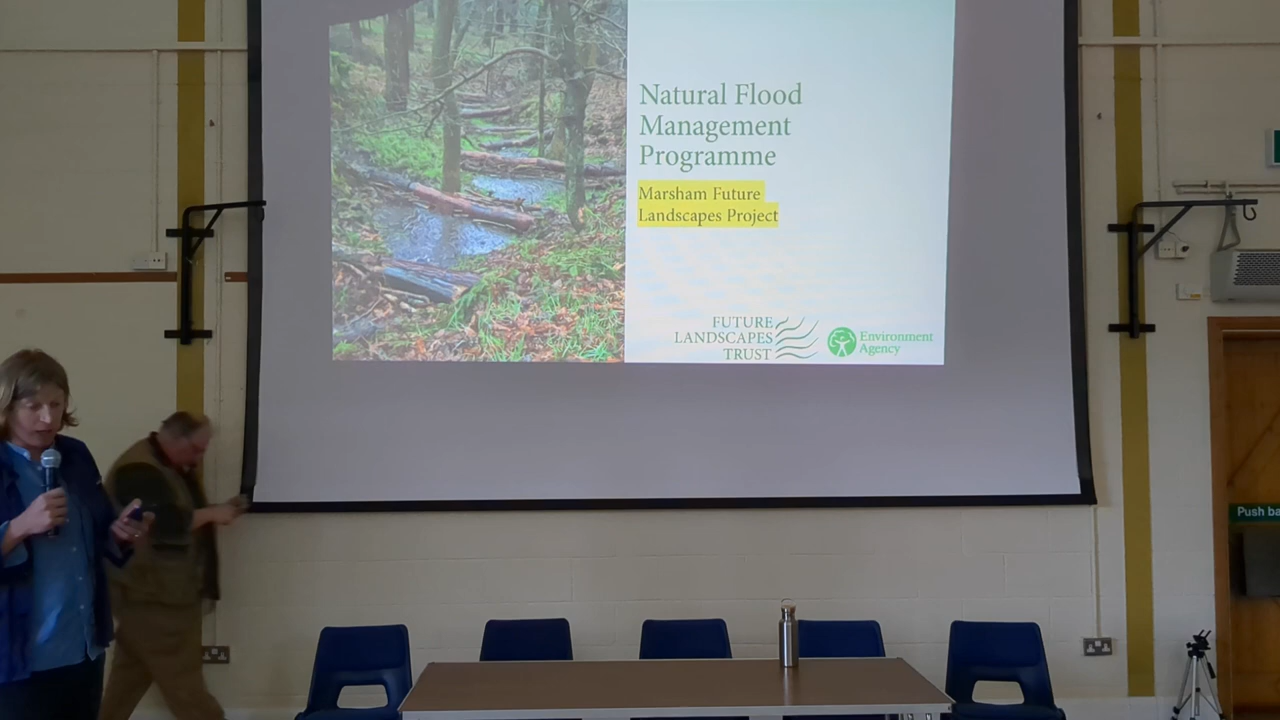 Natural Flood
Management
Programme
Marsham Future
Landscapes Project
FUTURE
LANDSCAPES
TRUST
Environment
Agency
Push ba